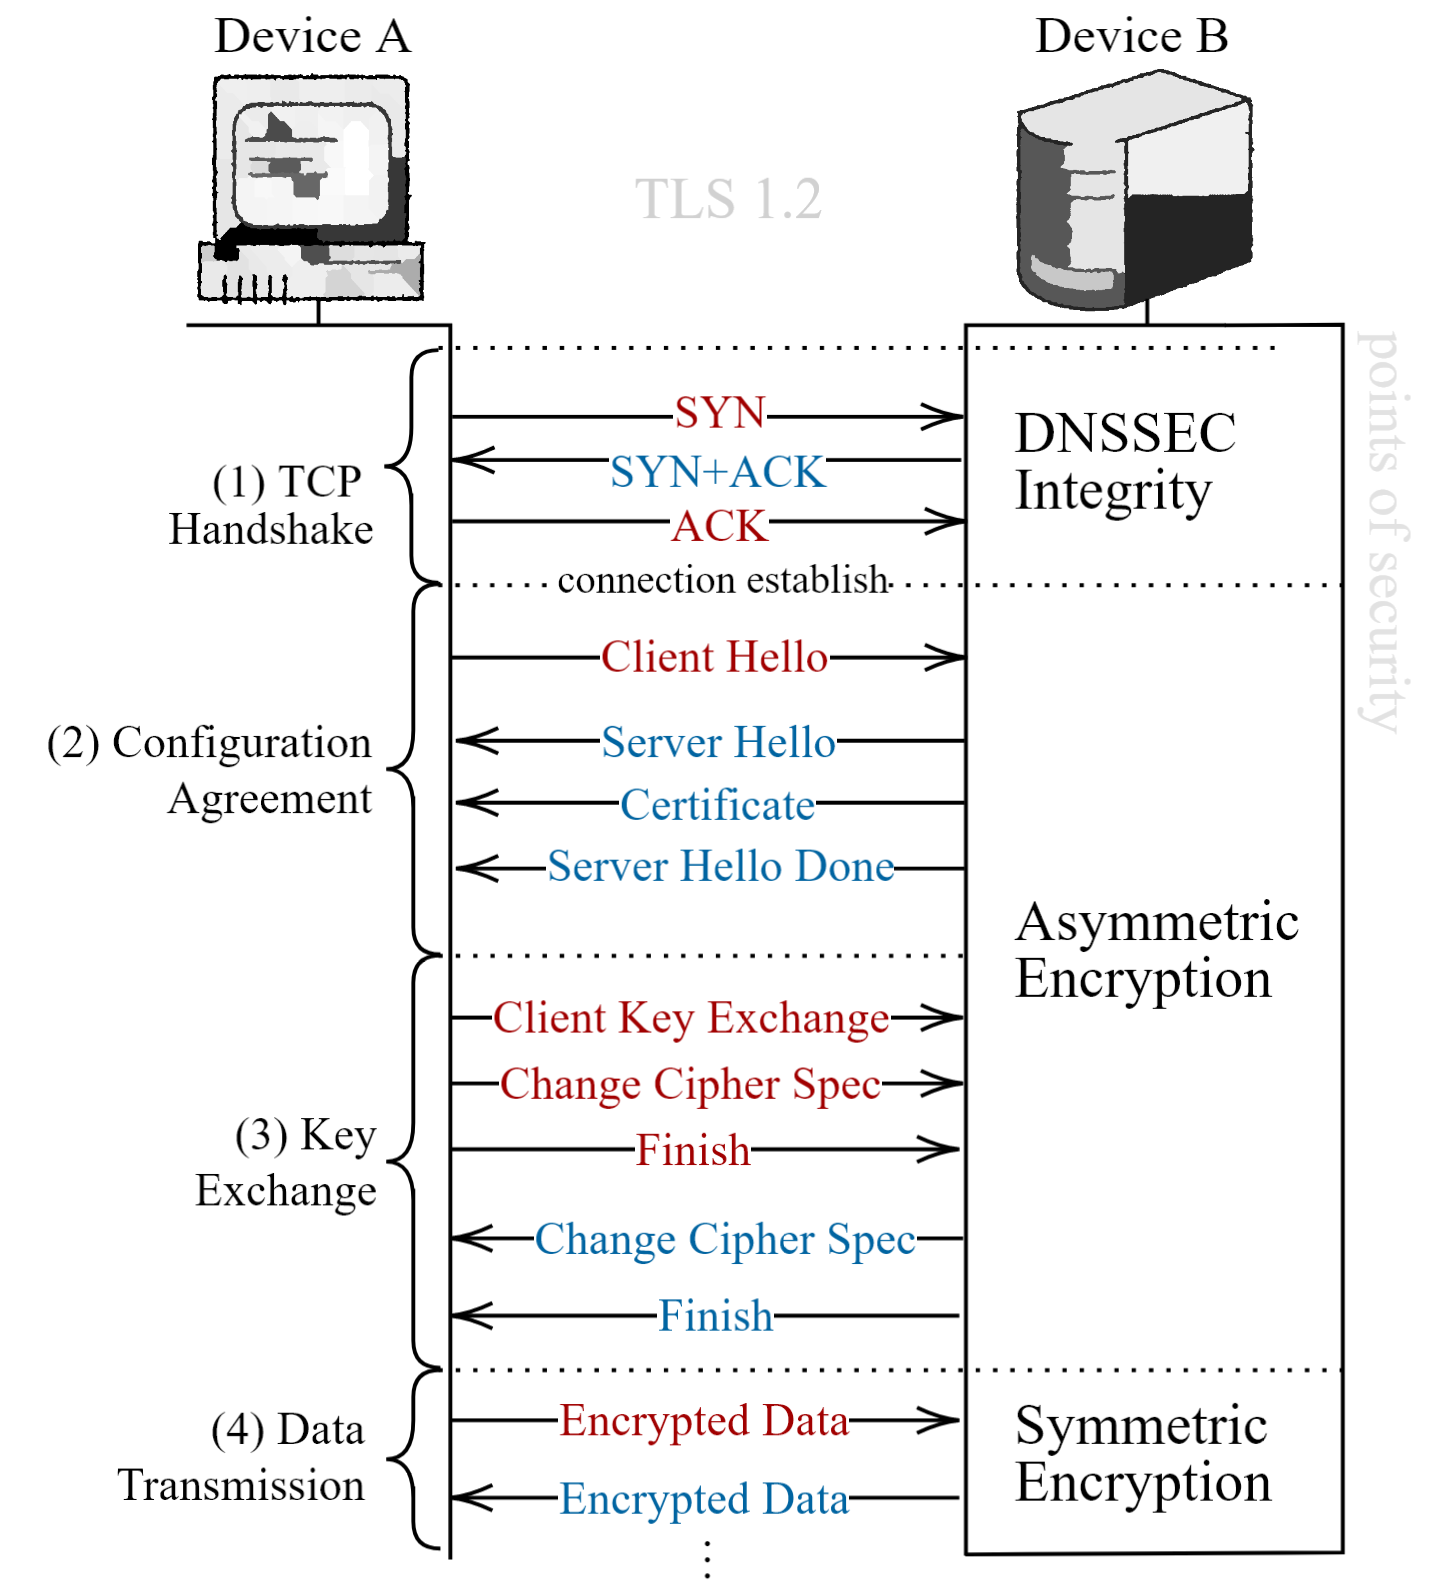 Device A
Device B
TLS 1.2
points of security
(1) TCP
Handshake
SYN
SYN+ACK
ACK
connection establish
DNSSEC
Integrity
(2) Configuration
Agreement
Client Hello
Server Hello
Certificate
Server Hello Done
Asymmetric
Encryption
(3) Key
Exchange
Client Key Exchange
Change Cipher Spec
Finish
Change Cipher Spec
Finish
(4) Data
Transmission
Encrypted Data
Encrypted Data
Symmetric
Encryption